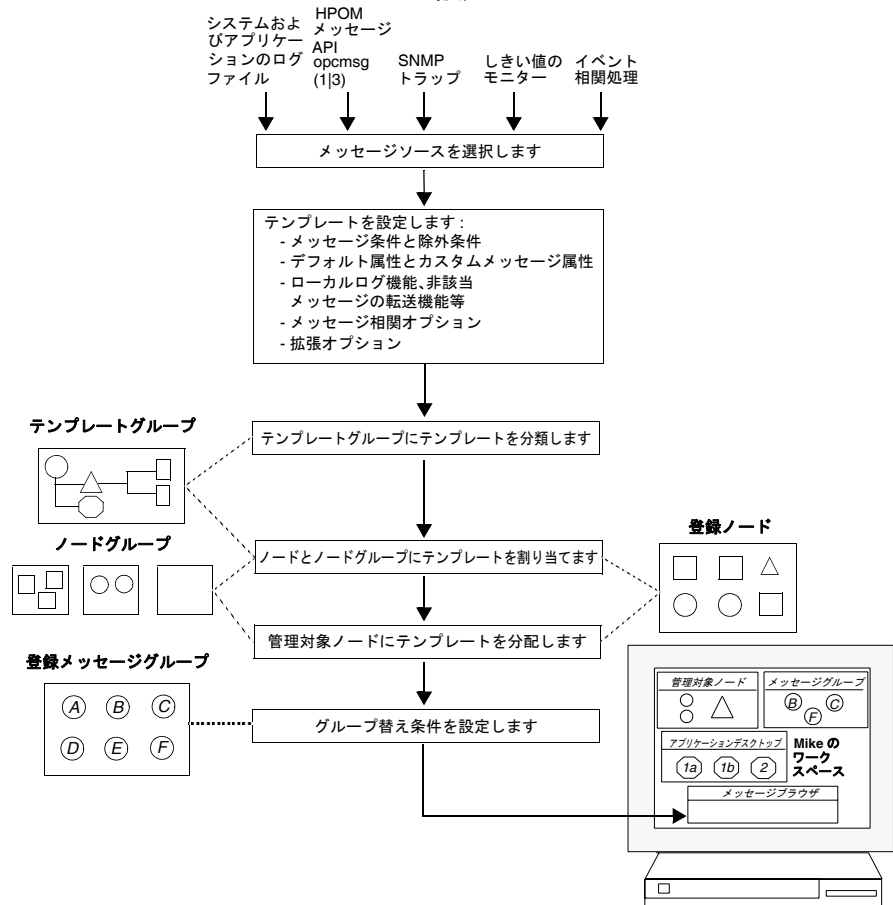 システムおよ
びアプリケー
ションのログ
ファイル
HPOM
メッセージ
API
opcmsg
(1|3)
SNMP
トラップ
しきい値の
モニター
イベント
相関処理
メッセージソースを選択します
テンプレートを設定します :
- メッセージ条件と除外条件
- デフォルト属性とカスタムメッセージ属性
- ローカルログ機能、非該当
メッセージの転送機能等
- メッセージ相関オプション
- 拡張オプション
テンプレートグループ
テンプレートグループにテンプレートを分類します
ノードグループ
ノードとノードグループにテンプレートを割り当てます
登録ノード
管理対象ノードにテンプレートを分配します
登録メッセージグループ
A B C
D E F
グループ替え条件を設定します
管理対象ノード
メッセージグループ
B C
F
アプリケーションデスクトップ
1a 1b 2
Mike の
ワーク
スペース
メッセージブラウザ